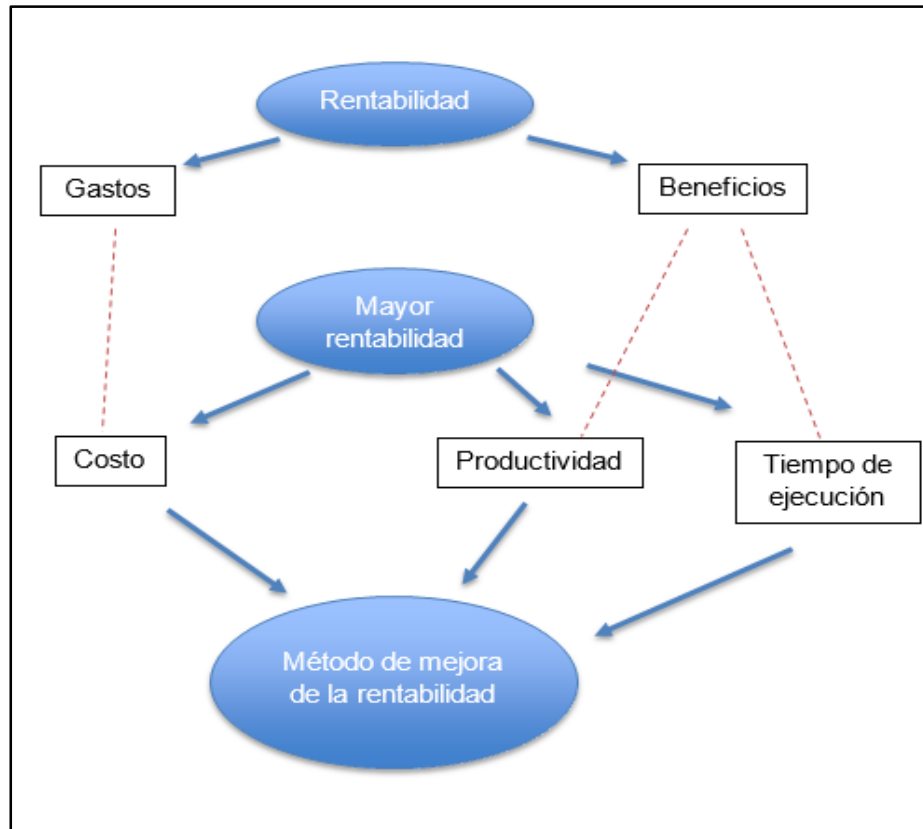 Rentabilidad
Gastos
Beneficios
Mayor
rentabilidad
Costo
Productividad
Tiempo de
ejecución
Método de mejora
de la rentabilidad